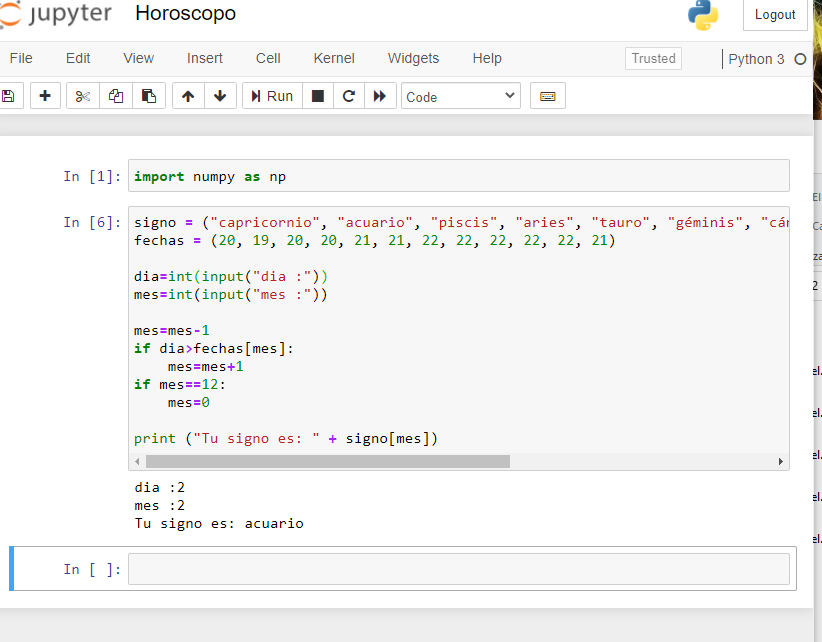 jupyter Horoscopo
Logout
File Edit View Insert Cell Kernel Widgets Help
Trusted
Python 3
Run
Code
In [1]: import numpy as np
In [6]: signo = ("capricornio", "acuario", "piscis", "aries", "tauro", "géminis", "cán
fechas = (20, 19, 20, 20, 21, 21, 22, 22, 22, 22, 22, 21)
dia=int(input("dia :"))
mes=int(input("mes :"))
mes=mes-1
if dia>fechas[mes]:
    mes=mes+1
if mes==12:
    mes=0
print ("Tu signo es: " + signo[mes])
dia :2
mes :2
Tu signo es: acuario
In [ ]: